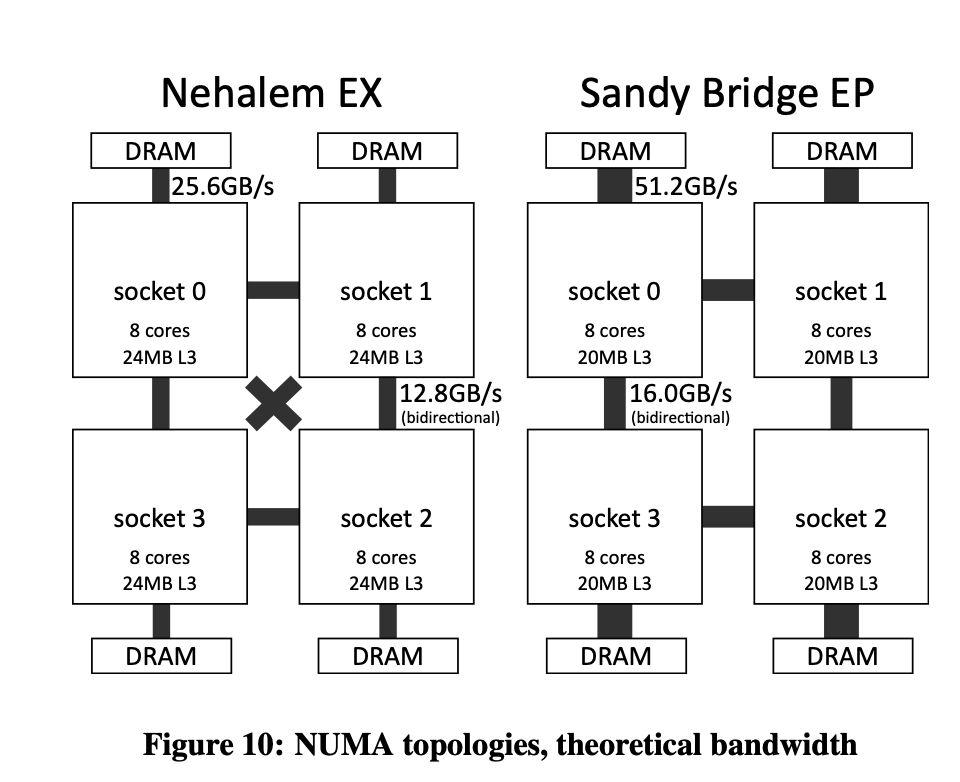 Nehalem EX
Sandy Bridge EP
DRAM
DRAM
DRAM
DRAM
25.6GB/s
51.2GB/s
socket 0
8 cores
24MB L3
socket 1
8 cores
24MB L3
socket 0
8 cores
20MB L3
socket 1
8 cores
20MB L3
12.8GB/s
(bidirectional)
16.0GB/s
(bidirectional)
socket 3
8 cores
24MB L3
socket 2
8 cores
24MB L3
socket 3
8 cores
20MB L3
socket 2
8 cores
20MB L3
DRAM
DRAM
DRAM
DRAM
Figure 10: NUMA topologies, theoretical bandwidth